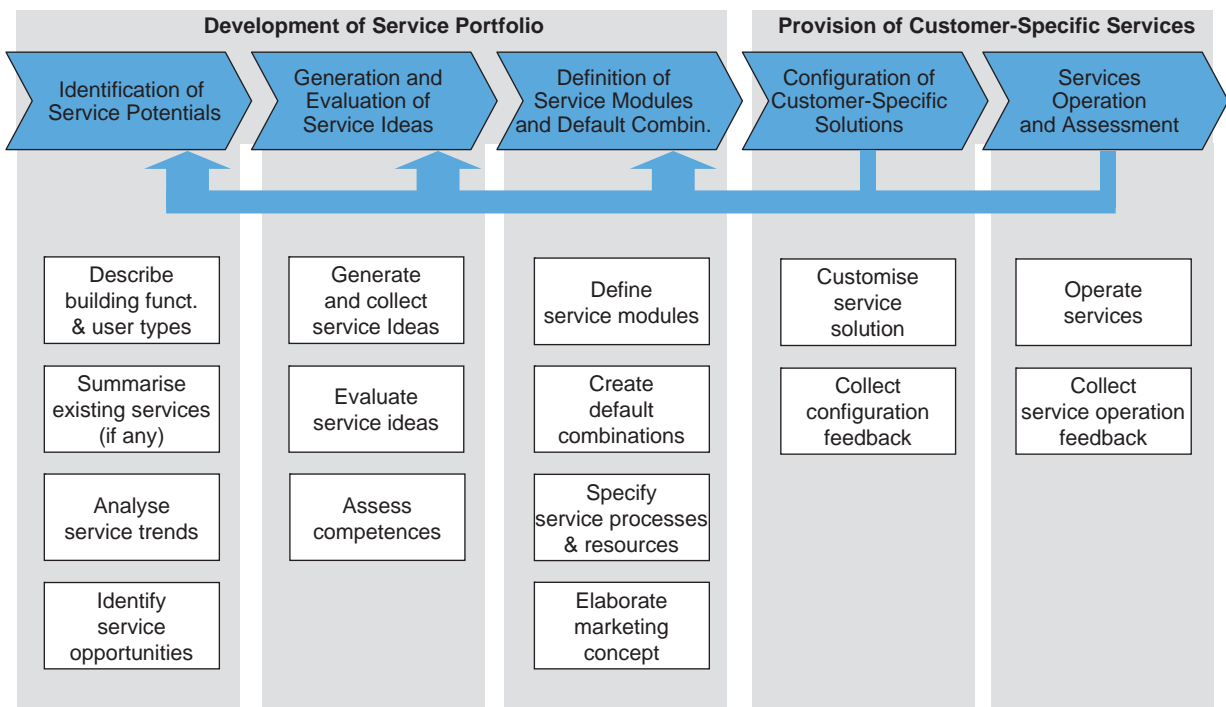 Development of Service Portfolio
Provision of Customer-Specific Services
Identification of
Service Potentials
Generation and
Evaluation of
Service Ideas
Definition of
Service Modules
and Default Combin.
Configuration of
Customer-Specific
Solutions
Services
Operation
and Assessment
Describe
building funct.
& user types
Summarise
existing services
(if any)
Analyse
service trends
Identify
service
opportunities
Generate
and collect
service Ideas
Evaluate
service ideas
Assess
competences
Define
service modules
Create
default
combinations
Specify
service processes
& resources
Elaborate
marketing
concept
Customise
service
solution
Collect
configuration
feedback
Operate
services
Collect
service operation
feedback